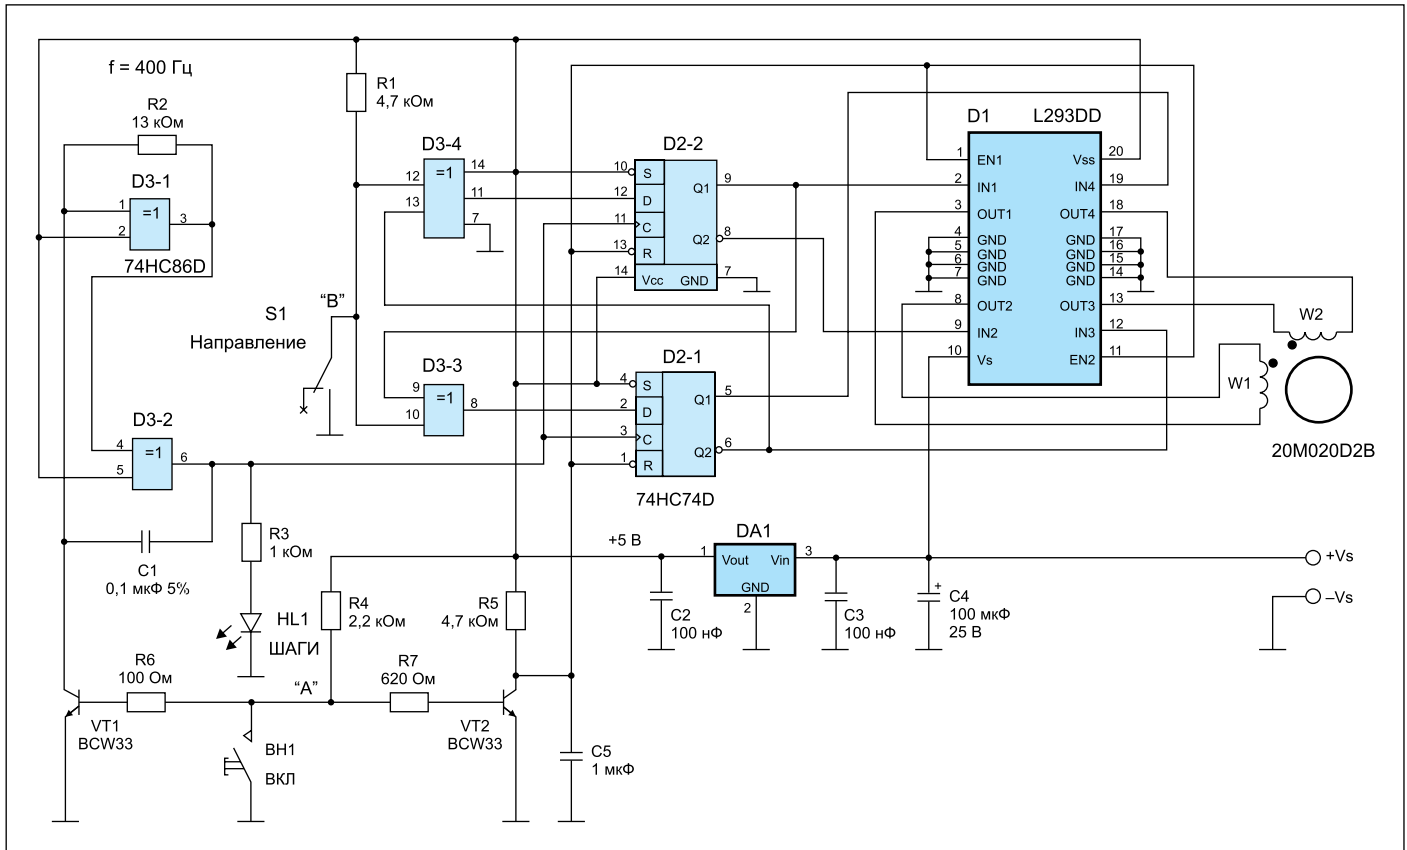 f = 400 Гц
R2
13 кОм
D3-1
=1
1
2
3
74HC86D
R1
4,7 кОм
D3-4
=1
12
13
14
11
7
S1
Направление
“B”
D3-3
=1
9
10
8
D3-2
=1
4
5
6
C1
0,1 мкФ 5%
R3
1 кОм
HL1
ШАГИ
R4
2,2 кОм
R5
4,7 кОм
R6
100 Ом
“A”
R7
620 Ом
VT1
BCW33
ВН1
ВКЛ
VT2
BCW33
C5
1 мкФ
D2-2
10
S
12
D
11
C
13
R
14
Vcc
GND
7
Q1
9
Q2
8
D2-1
4
S
2
D
3
C
1
R
Q1
5
Q2
6
74HC74D
+5 В
DA1
1
Vout
Vin
3
GND
2
C2
100 нФ
C3
100 нФ
+
C4
100 мкФ
25 В
+Vs
–Vs
D1
L293DD
1
EN1
Vss
20
2
IN1
IN4
19
3
OUT1
OUT4
18
4
GND
GND
17
5
GND
GND
16
6
GND
GND
15
7
GND
GND
14
8
OUT2
OUT3
13
9
IN2
IN3
12
10
Vs
EN2
11
W2
W1
20M020D2B